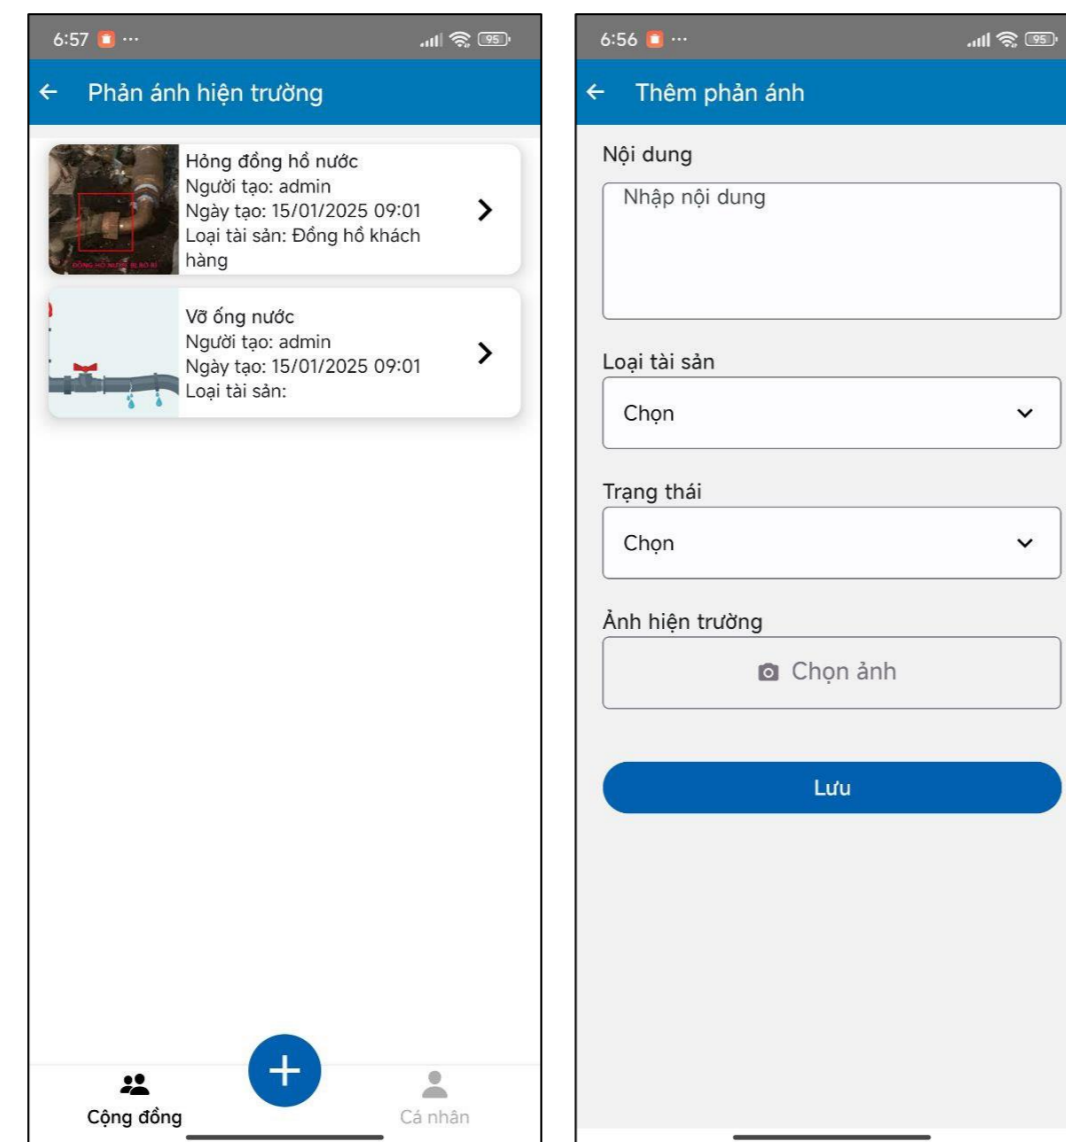 6:57 ...
95
Phản ánh hiện trường
Hỏng đồng hồ nước
Người tạo: admin
Ngày tạo: 15/01/2025 09:01
Loại tài sản: Đồng hồ khách
hàng
Vỡ ống nước
Người tạo: admin
Ngày tạo: 15/01/2025 09:01
Loại tài sản:
Cộng đồng
Cá nhân
6:56 ...
95
Thêm phản ánh
Nội dung
Nhập nội dung
Loại tài sản
Chọn
Trạng thái
Chọn
Ảnh hiện trường
Chọn ảnh
Lưu